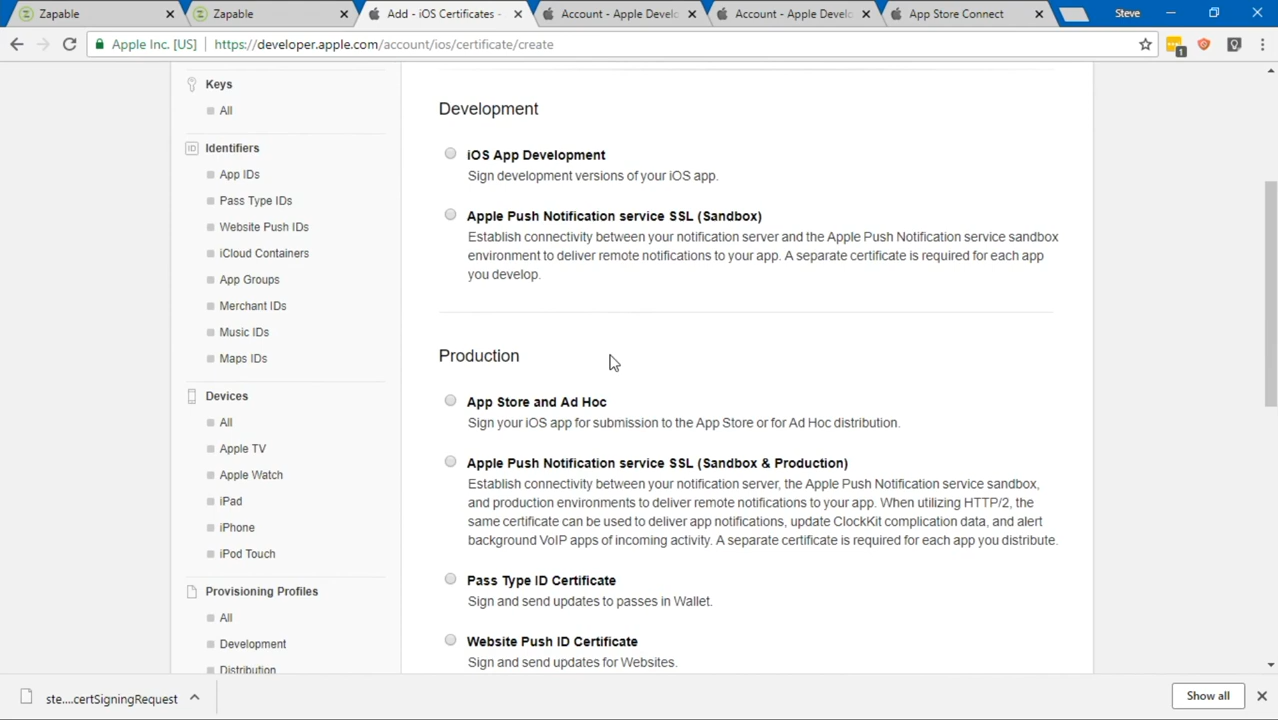 Zapable
Zapable
Add - iOS Certificates -
Account - Apple Devel
Account - Apple Develo
App Store Connect
Steve
Apple Inc. [US]
https://developer.apple.com/account/ios/certificate/create
1
Keys
All
ID Identifiers
App IDs
Pass Type IDs
Website Push IDs
iCloud Containers
App Groups
Merchant IDs
Music IDs
Maps IDs
Devices
All
Apple TV
Apple Watch
iPad
iPhone
iPod Touch
Provisioning Profiles
All
Development
Distribution
Development
iOS App Development
Sign development versions of your iOS app.
Apple Push Notification service SSL (Sandbox)
Establish connectivity between your notification server and the Apple Push Notification service sandbox
environment to deliver remote notifications to your app. A separate certificate is required for each app
you develop.
Production
App Store and Ad Hoc
Sign your iOS app for submission to the App Store or for Ad Hoc distribution.
Apple Push Notification service SSL (Sandbox & Production)
Establish connectivity between your notification server, the Apple Push Notification service sandbox,
and production environments to deliver remote notifications to your app. When utilizing HTTP/2, the
same certificate can be used to deliver app notifications, update ClockKit complication data, and alert
background VoIP apps of incoming activity. A separate certificate is required for each app you distribute.
Pass Type ID Certificate
Sign and send updates to passes in Wallet.
Website Push ID Certificate
Sign and send updates for Websites.
ste....certSigningRequest
Show all